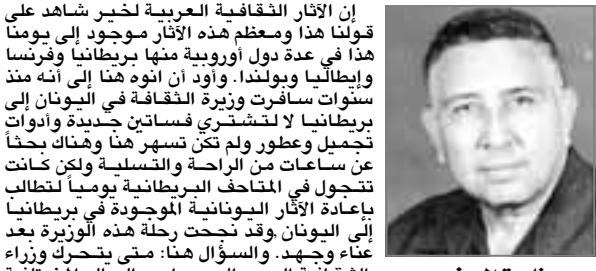 إن الآثار الثقافية العربية لخير شاهد على
قولنا هذا ومعظم هذه الآثار موجود إلى يومنا
هذا في عدة دول أوروبية منها بريطانيا وفرنسا
وإيطاليا وبولندا. وأود أن انوه هنا إلى أنه منذ
سنوات سافرت وزيرة الثقافة في اليونان إلى
بريطانيا لا لتشتري فساتين جديدة وأدوات
تجميل وعطور ولم تكن تسهر هنا وهناك بحثاً
عن ساعات من الراحة والتسلية ولكن كانت
تتجول في المتاحف البريطانية يومياً لتطالب
بإعادة الآثار اليونانية الموجودة في بريطانيا
إلى اليونان وقد نجحت رحلة هذه الوزيرة بعد
عناء وجهد. والسؤال هنا: متى يتحرك وزراء